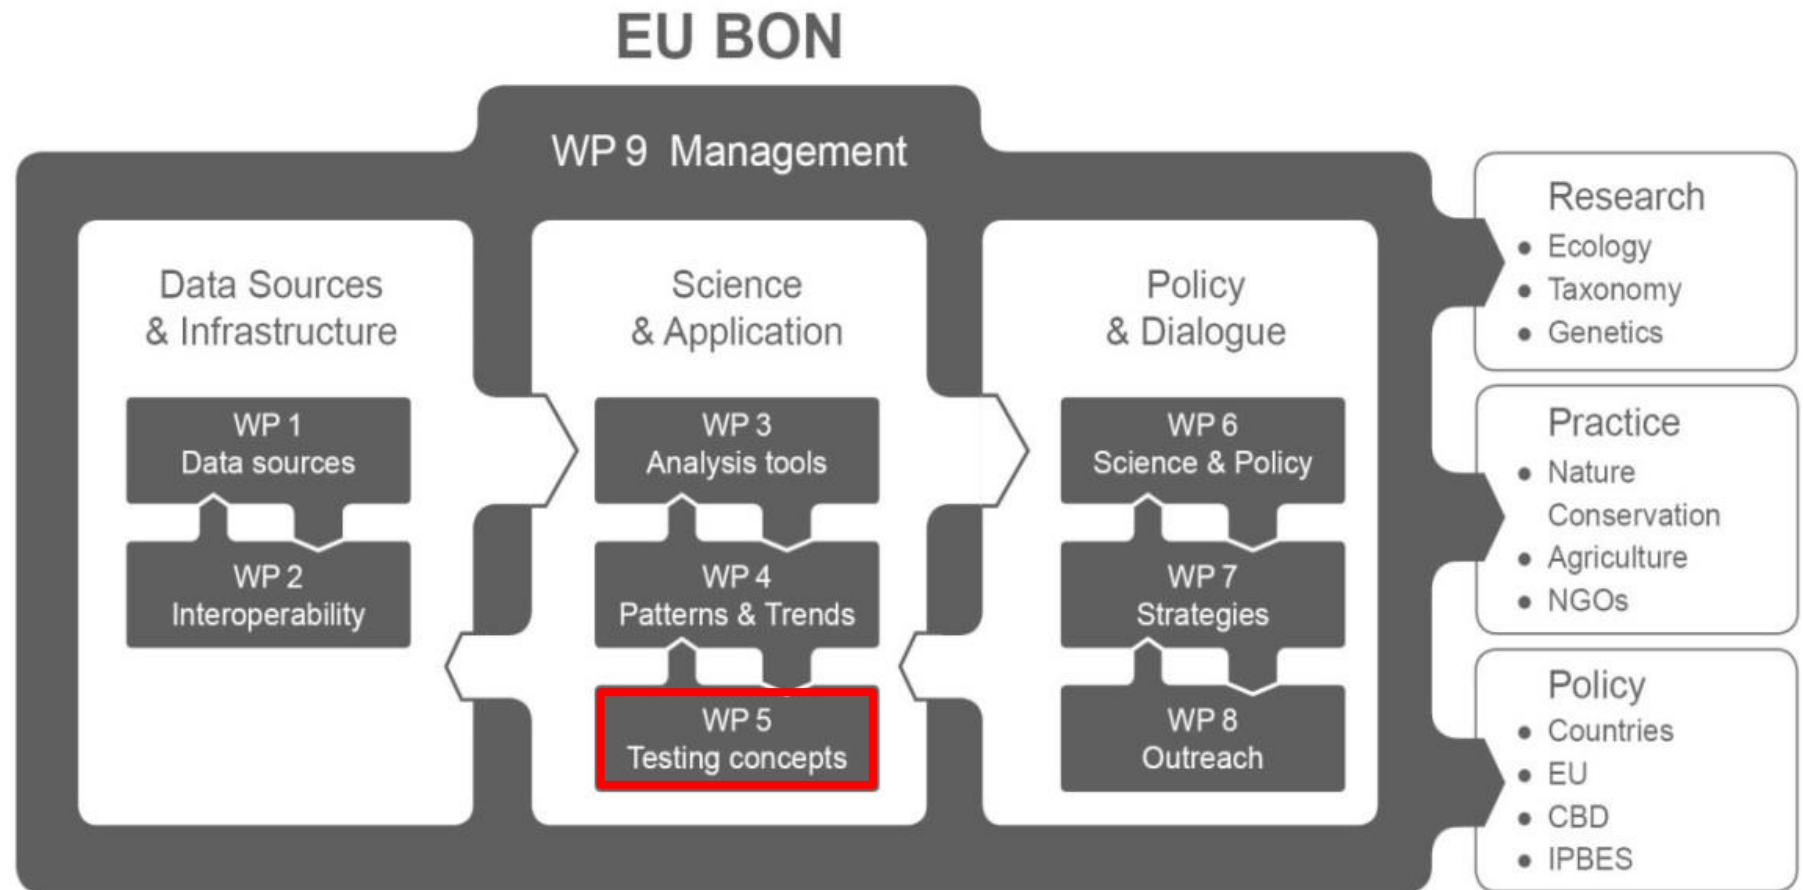 EU BON
WP 9 Management
Data Sources
& Infrastructure
WP 1
Data sources
WP 2
Interoperability
Science
& Application
WP 3
Analysis tools
WP 4
Patterns & Trends
WP 5
Testing concepts
Policy
& Dialogue
WP 6
Science & Policy
WP 7
Strategies
WP 8
Outreach
Research
• Ecology
• Taxonomy
• Genetics
Practice
• Nature
Conservation
• Agriculture
• NGOs
Policy
• Countries
• EU
• CBD
• IPBES